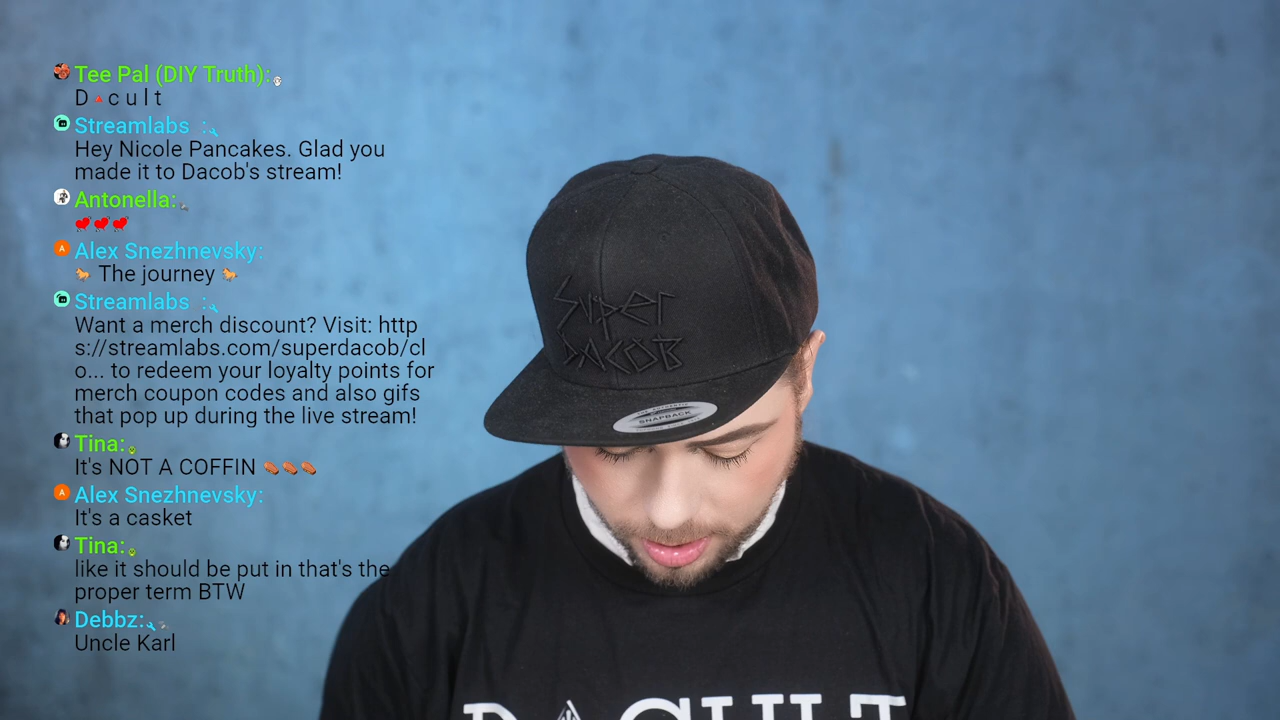 Tee Pal (DIY Truth):
D🔺c u l t
Streamlabs :
Hey Nicole Pancakes. Glad you
made it to Dacob's stream!
Antonella:
💘💘💘
Alex Snezhnevsky:
🐎 The journey 🐎
Streamlabs :
Want a merch discount? Visit: http
s://streamlabs.com/superdacob/cl
o... to redeem your loyalty points for
merch coupon codes and also gifs
that pop up during the live stream!
Tina:
It's NOT A COFFIN ⚰️⚰️⚰️
A
Alex Snezhnevsky:
It's a casket
Tina:
like it should be put in that's the
proper term BTW
Debbz:
Uncle Karl
Super
DACOB
SNAPBACK
DACULT